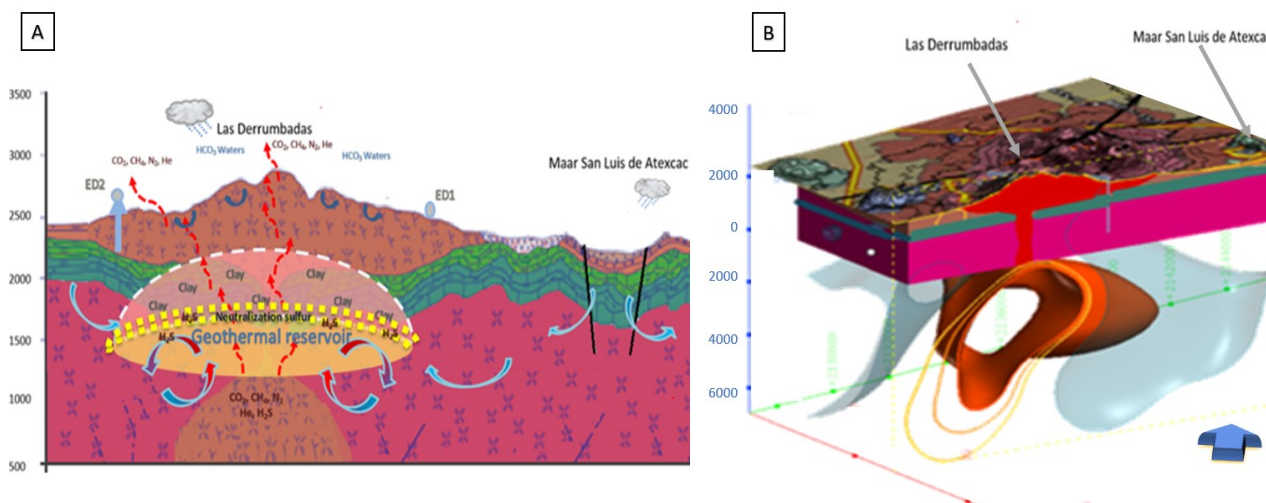 A
3500
3000
2500
2000
1500
1000
500
Las Derrumbadas
CO2, CH4, N2, He
HCO3 Waters
HCO3 Waters
CO2, CH4, N2, He
Maar San Luis de Atexcac
ED2
ED1
Clay
Clay
Clay
Clay
Clay
Clay
H2S
Neutralization sulfur
H2S
H2S
H2S
Geothermal reservoir
CO2, CH4, N2
He, H2S
B
Las Derrumbadas
Maar San Luis de Atexcac
4000
2000
0
2000
4000
6000